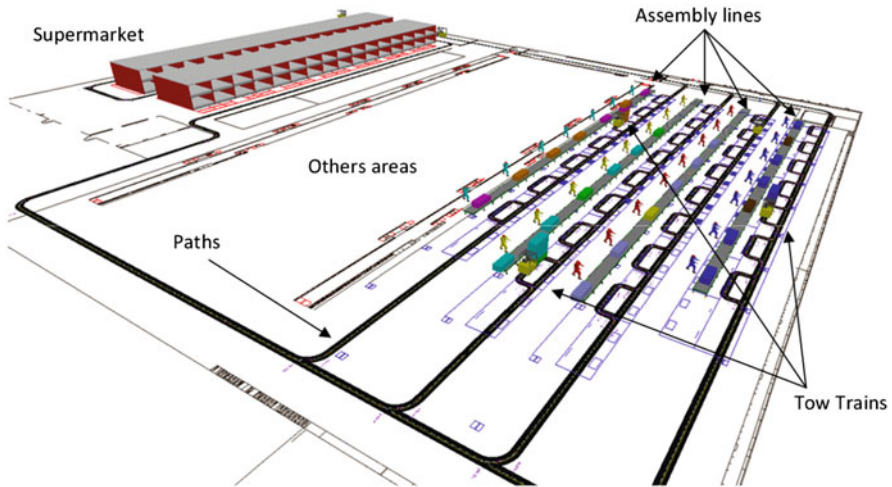 Assembly lines
Supermarket
Others areas
Paths
Tow Trains